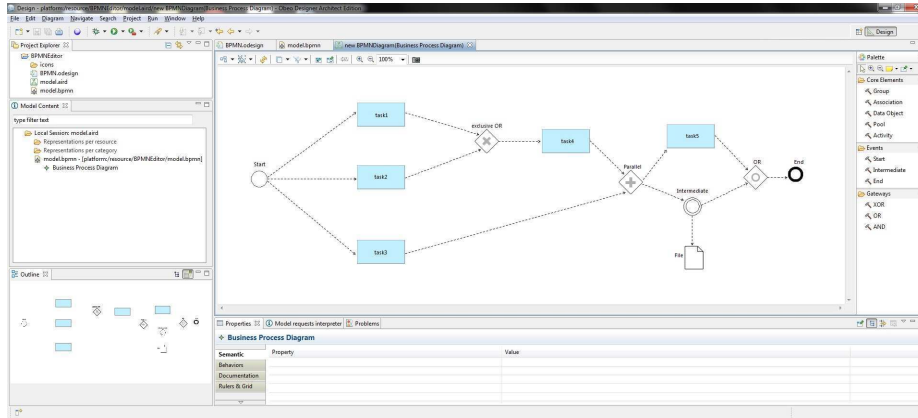 Design - platform:/resource/BPMNEditor/model.aird/new BPMNDiagram(Business Process Diagram) - Obeo Designer Architect Edition
File Edit Diagram Navigate Search Project Run Window Help
Design
Project Explorer
BPMNEditor
icons
BPMN.odesign
model.aird
model.bpmn
Model Content
type filter text
Local Session: model.aird
Representations per resource
Representations per category
model.bpmn - [platform:/resource/BPMNEditor/model.bpmn]
Business Process Diagram
Outline
BPMN.odesign model.bpmn new BPMNDiagram(Business Process Diagram)
100%
task1
exclusive OR
task4
task5
Start
task2
Parallel
OR
End
Intermediate
task3
File
Palette
Core Elements
Group
Association
Data Object
Pool
Activity
Events
Start
Intermediate
End
Gateways
XOR
OR
AND
Properties Model requests interpreter Problems
Business Process Diagram
Semantic
Behaviors
Documentation
Rulers & Grid
Property Value